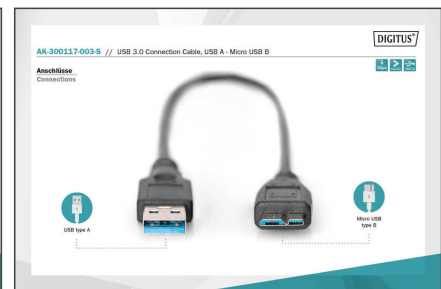 DIGITUS®
AK-300117-003-S // USB 3.0 Connection Cable, USB A - Micro USB B
Anschlüsse
Connections
USB type A
Micro USB
type B